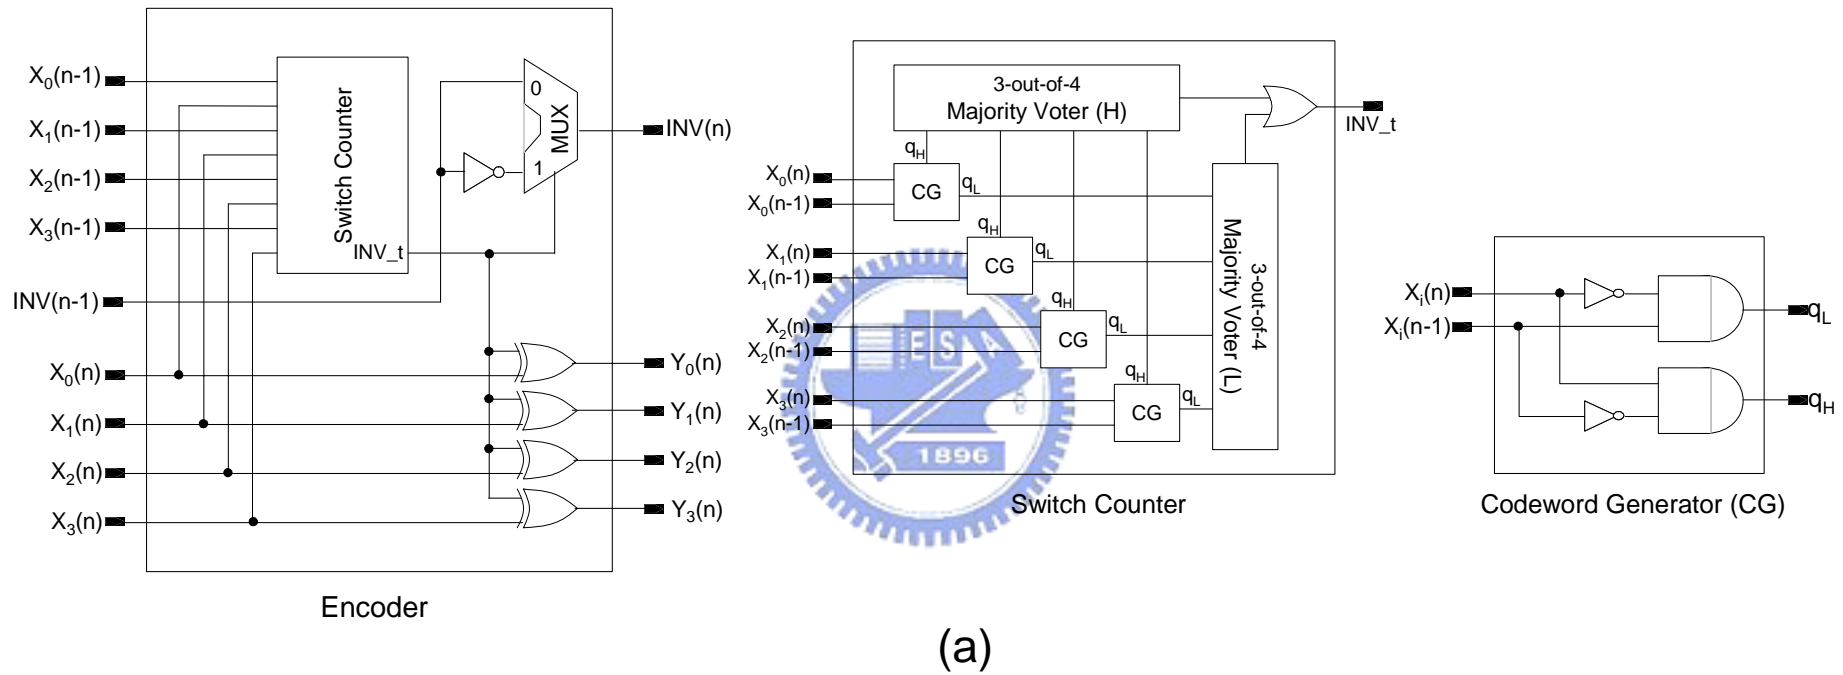 X0(n-1)
X1(n-1)
X2(n-1)
X3(n-1)
INV(n-1)
X0(n)
X1(n)
X2(n)
X3(n)
Switch Counter
INV_t
0
MUX
1
INV(n)
Y0(n)
Y1(n)
Y2(n)
Y3(n)
Encoder
3-out-of-4
Majority Voter (H)
INV_t
qH
X0(n)
X0(n-1)
CG
qL
qH
X1(n)
X1(n-1)
CG
qL
qH
X2(n)
X2(n-1)
CG
qL
qH
X3(n)
X3(n-1)
CG
qL
3-out-of-4
Majority Voter (L)
ESA
1896
Switch Counter
Xi(n)
Xi(n-1)
qL
qH
Codeword Generator (CG)
(a)